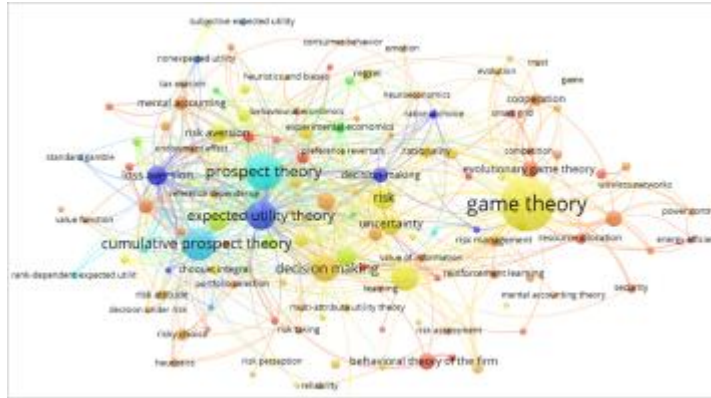 subjective expected utility
consumer behavior
emotion
nonexpected utility
trust
evolution
tax evasion
heuristics and biases
regret
game
neuroeconomics
mental accounting
cooperation
behavioural economics
smart grid
risk aversion
experimental economics
endowment effect
preference reversals
rationality
competition
standard gamble
loss aversion
prospect theory
decision-making
evolutionary game theory
wireless networks
reference dependence
risk
game theory
value function
expected utility theory
uncertainty
power control
risk management
resource allocation
cumulative prospect theory
energy efficien
value of information
rank-dependent expected utilit
choquet integral
decision making
reinforcement learning
portfolio selection
learning
security
risk attitude
mental accounting theory
decision under risk
multi-attribute utility theory
risky choice
risk taking
risk assessment
heuristics
risk perception
behavioral theory of the firm
reliability